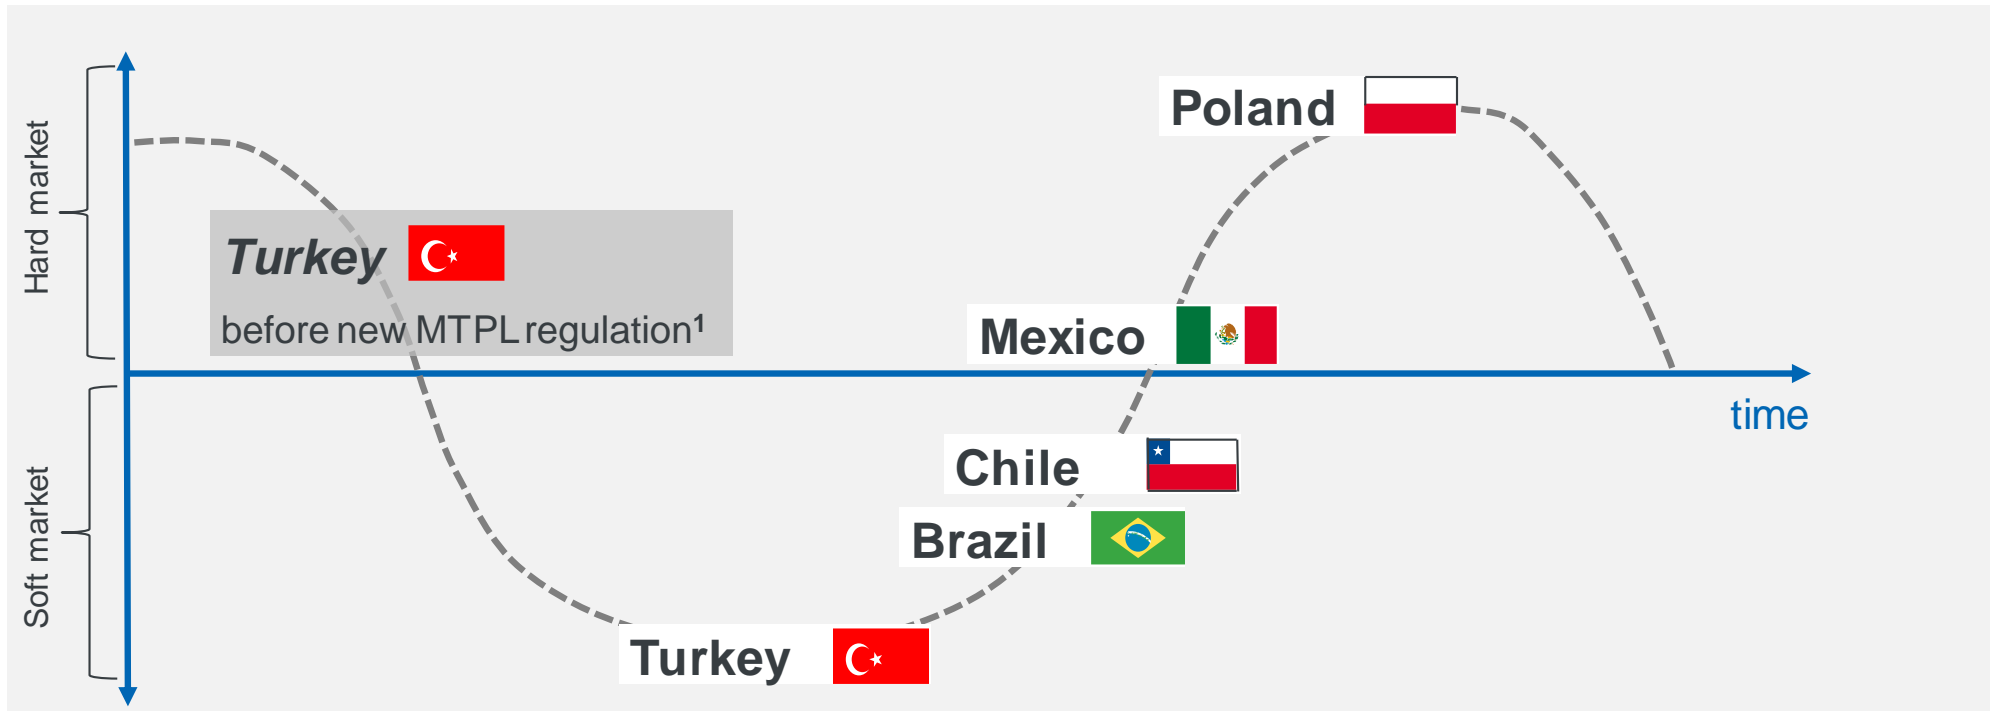 Hard market
Soft market
Poland
Turkey
before new MTPL regulation¹
Mexico
time
Chile
Brazil
Turkey